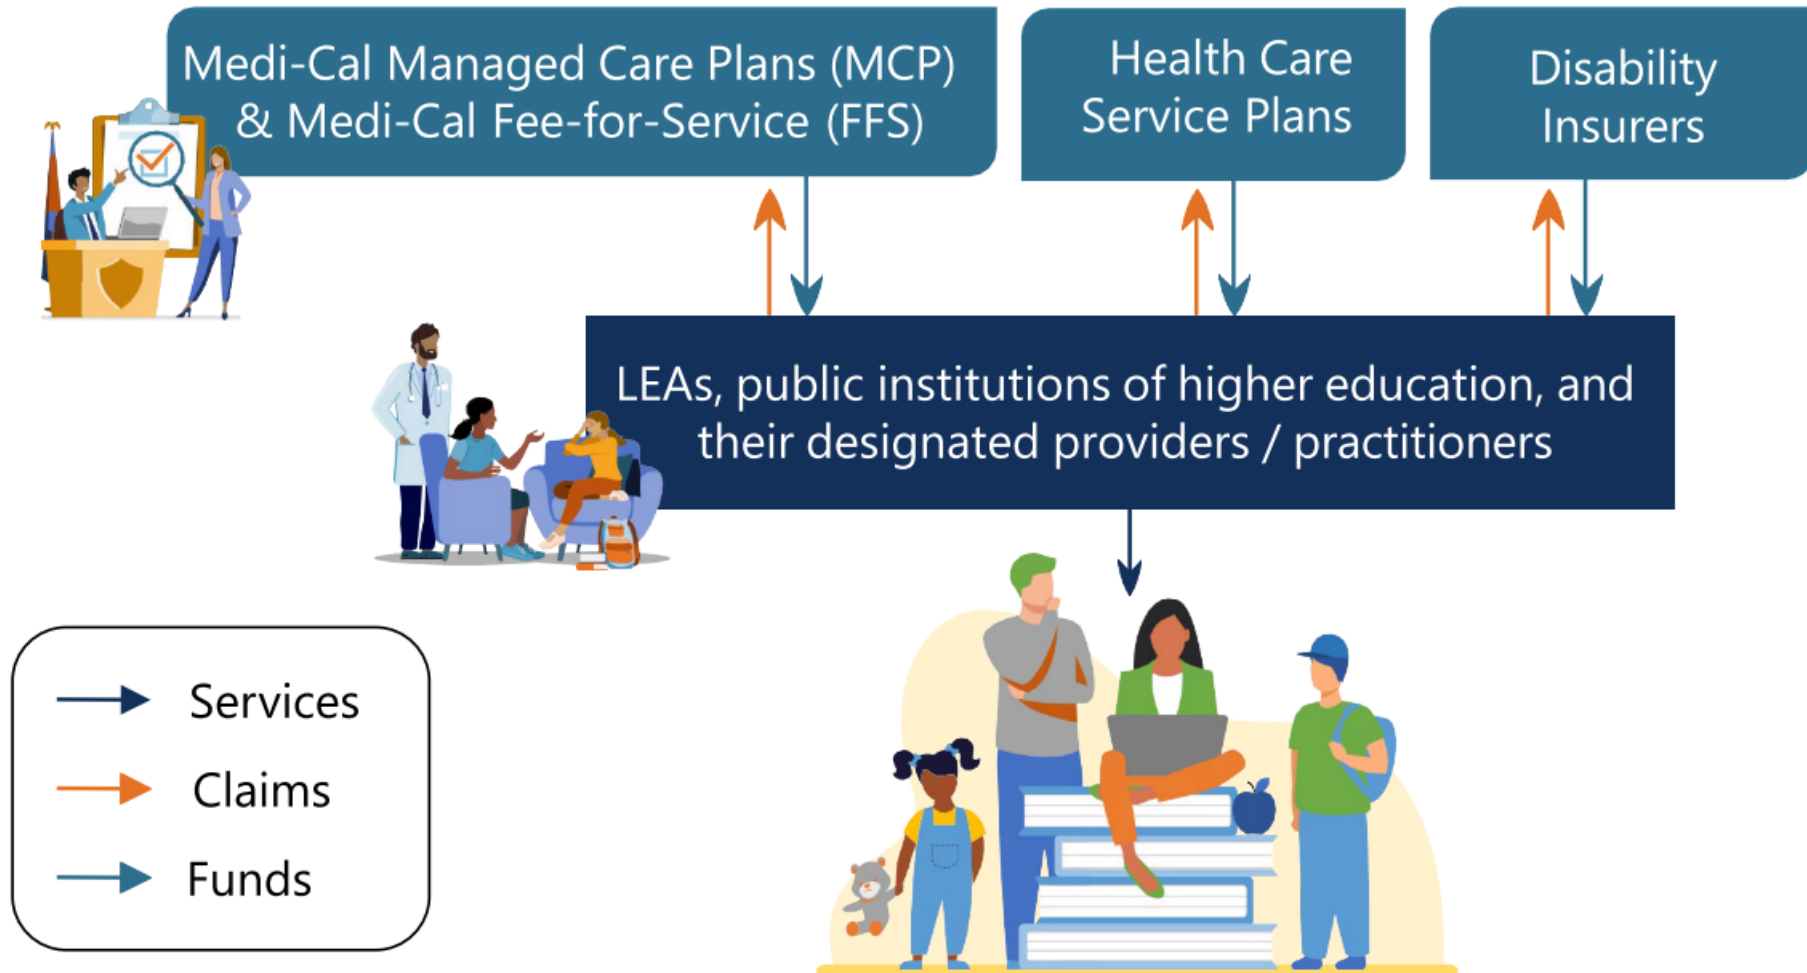 Medi-Cal Managed Care Plans (MCP)
& Medi-Cal Fee-for-Service (FFS)
Health Care
Service Plans
Disability
Insurers
LEAs, public institutions of higher education, and
their designated providers / practitioners
Services
Claims
Funds